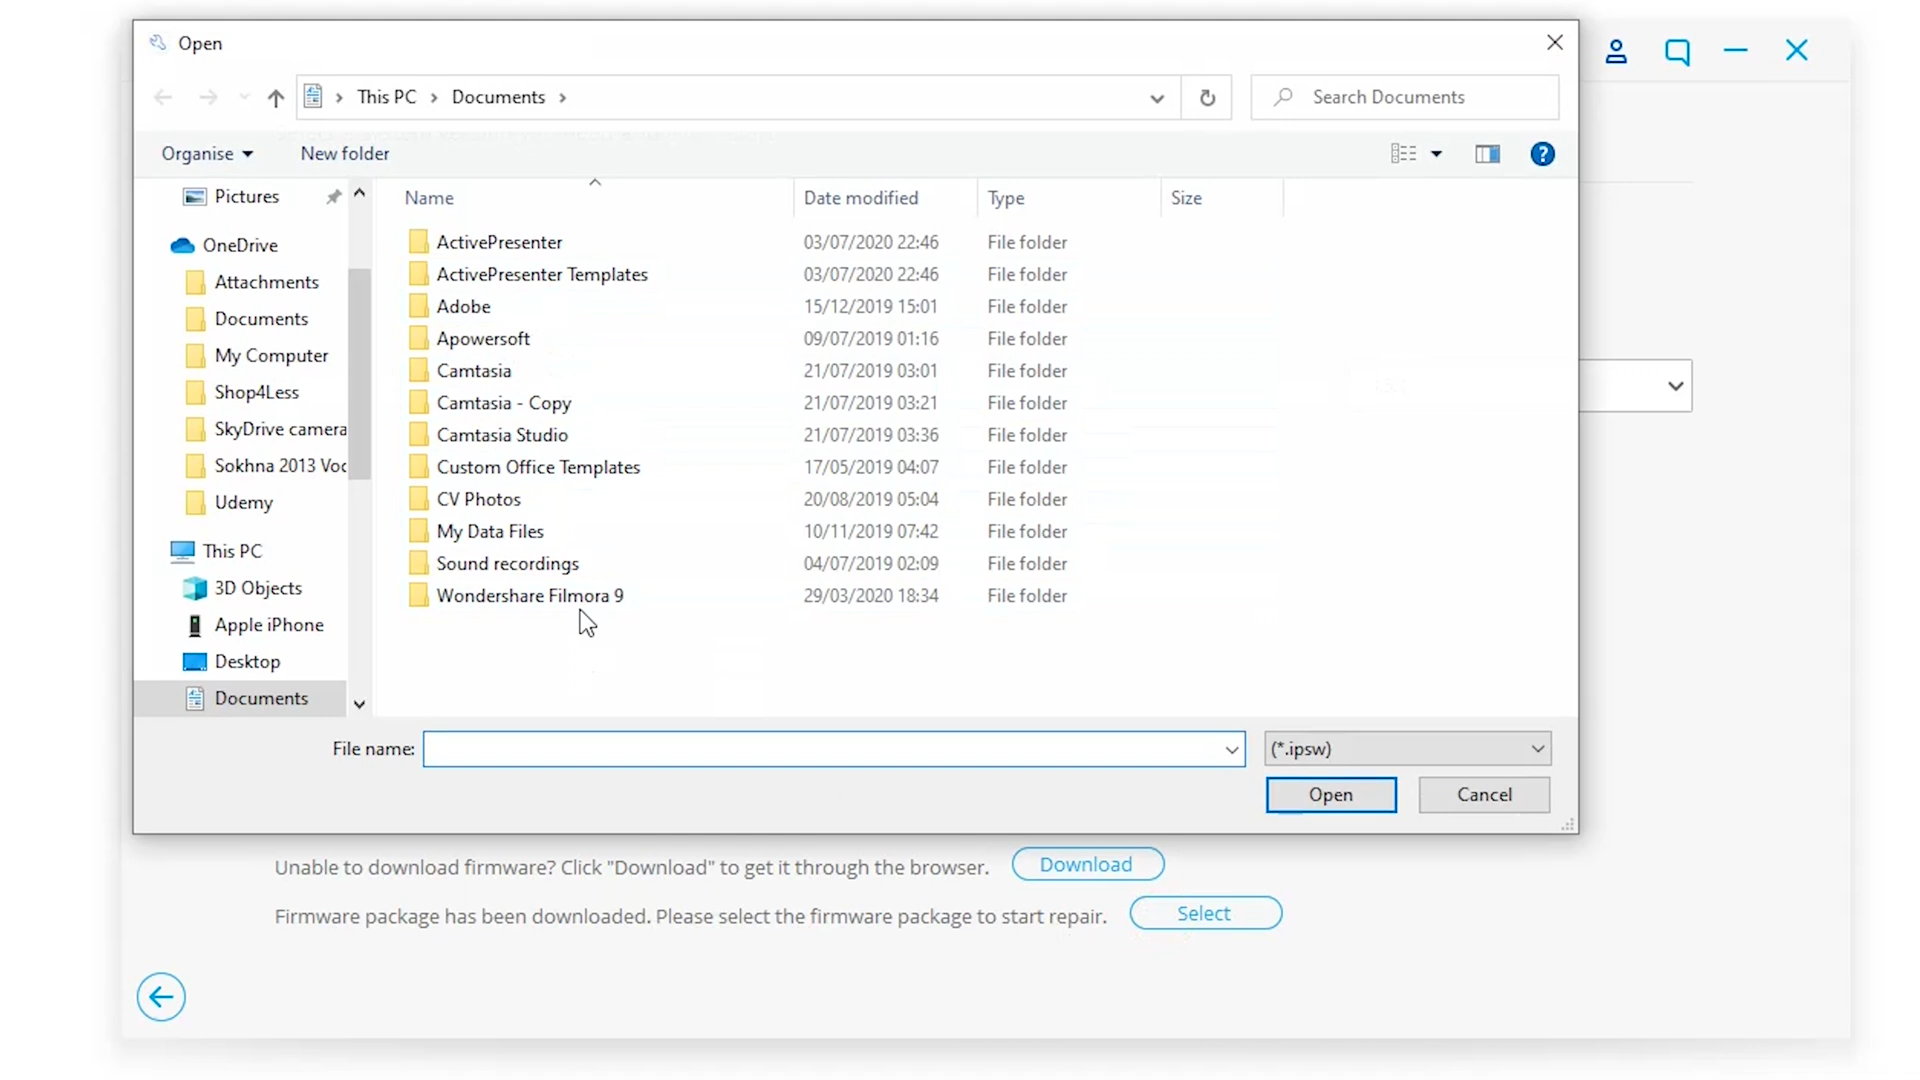 Open
This PC Documents
Search Documents
Organise New folder
Name Date modified Type Size
Pictures
OneDrive
Attachments
Documents
My Computer
Shop4Less
SkyDrive camera
Sokhna 2013 Voc
Udemy
This PC
3D Objects
Apple iPhone
Desktop
Documents
ActivePresenter 03/07/2020 22:46 File folder
ActivePresenter Templates 03/07/2020 22:46 File folder
Adobe 15/12/2019 15:01 File folder
Apowersoft 09/07/2019 01:16 File folder
Camtasia 21/07/2019 03:01 File folder
Camtasia - Copy 21/07/2019 03:21 File folder
Camtasia Studio 21/07/2019 03:36 File folder
Custom Office Templates 17/05/2019 04:07 File folder
CV Photos 20/08/2019 05:04 File folder
My Data Files 10/11/2019 07:42 File folder
Sound recordings 04/07/2019 02:09 File folder
Wondershare Filmora 9 29/03/2020 18:34 File folder
File name: (*.ipsw)
Open Cancel
Unable to download firmware? Click "Download" to get it through the browser. Download
Firmware package has been downloaded. Please select the firmware package to start repair. Select